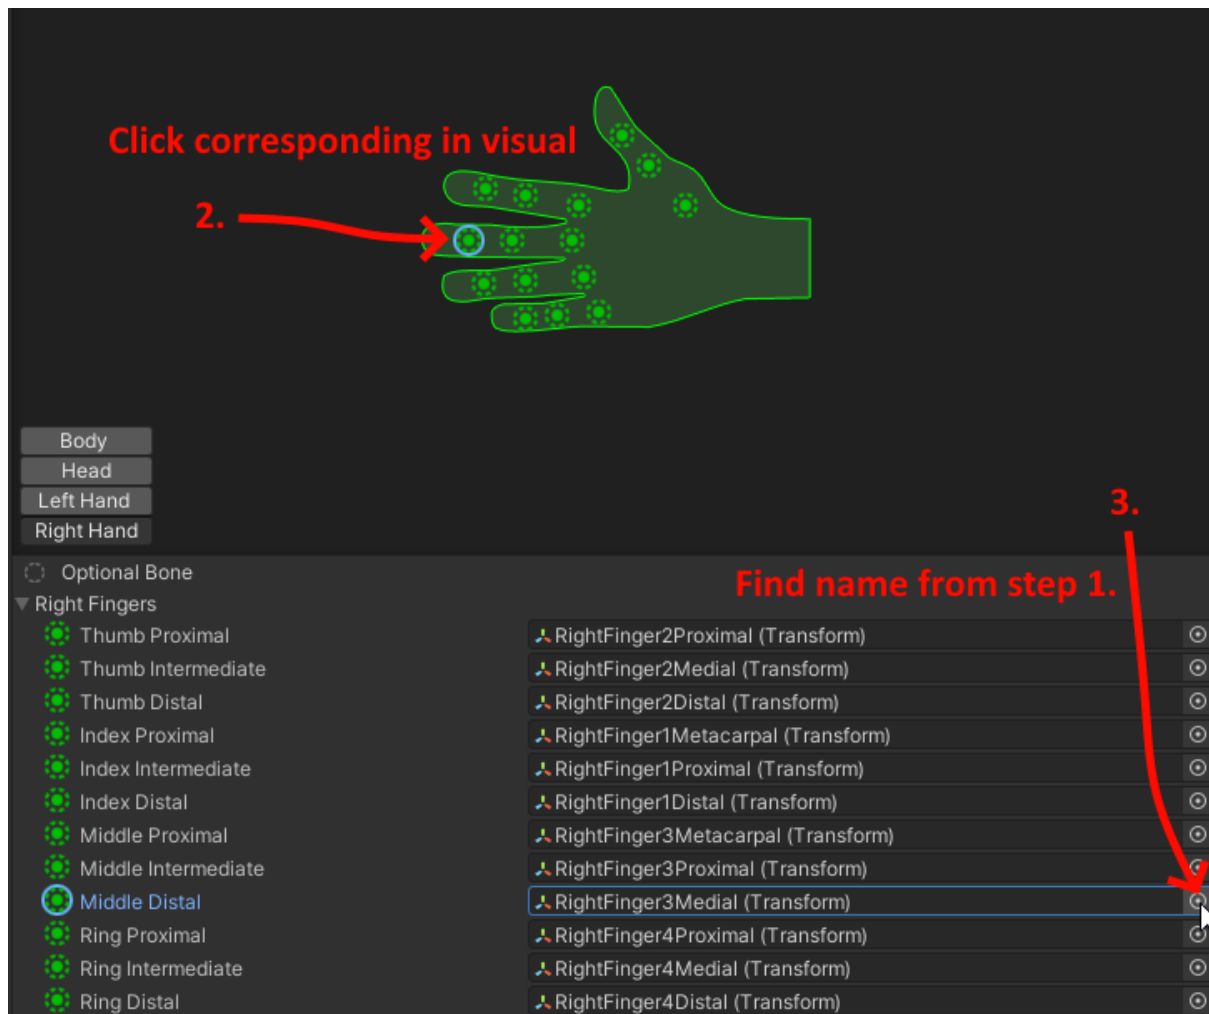 Click corresponding in visual
2.
Body
Head
Left Hand
Right Hand
3.
Optional Bone
Find name from step 1.
Right Fingers
Thumb Proximal RightFinger2Proximal (Transform)
Thumb Intermediate RightFinger2Medial (Transform)
Thumb Distal RightFinger2Distal (Transform)
Index Proximal RightFinger1Metacarpal (Transform)
Index Intermediate RightFinger1Proximal (Transform)
Index Distal RightFinger1Distal (Transform)
Middle Proximal RightFinger3Metacarpal (Transform)
Middle Intermediate RightFinger3Proximal (Transform)
Middle Distal RightFinger3Medial (Transform)
Ring Proximal RightFinger4Proximal (Transform)
Ring Intermediate RightFinger4Medial (Transform)
Ring Distal RightFinger4Distal (Transform)